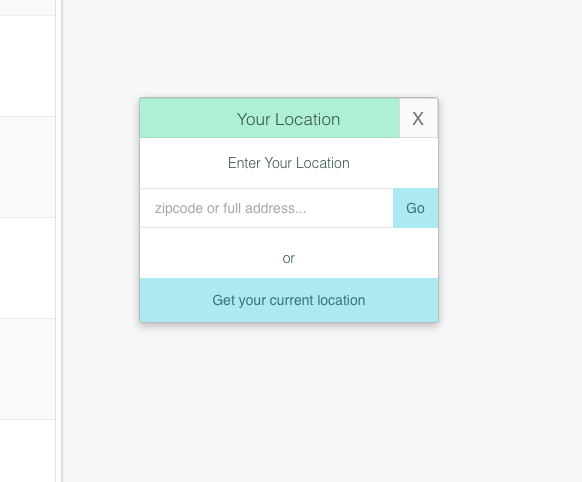 Your Location
X
Enter Your Location
zipcode or full address...
Go
or
Get your current location